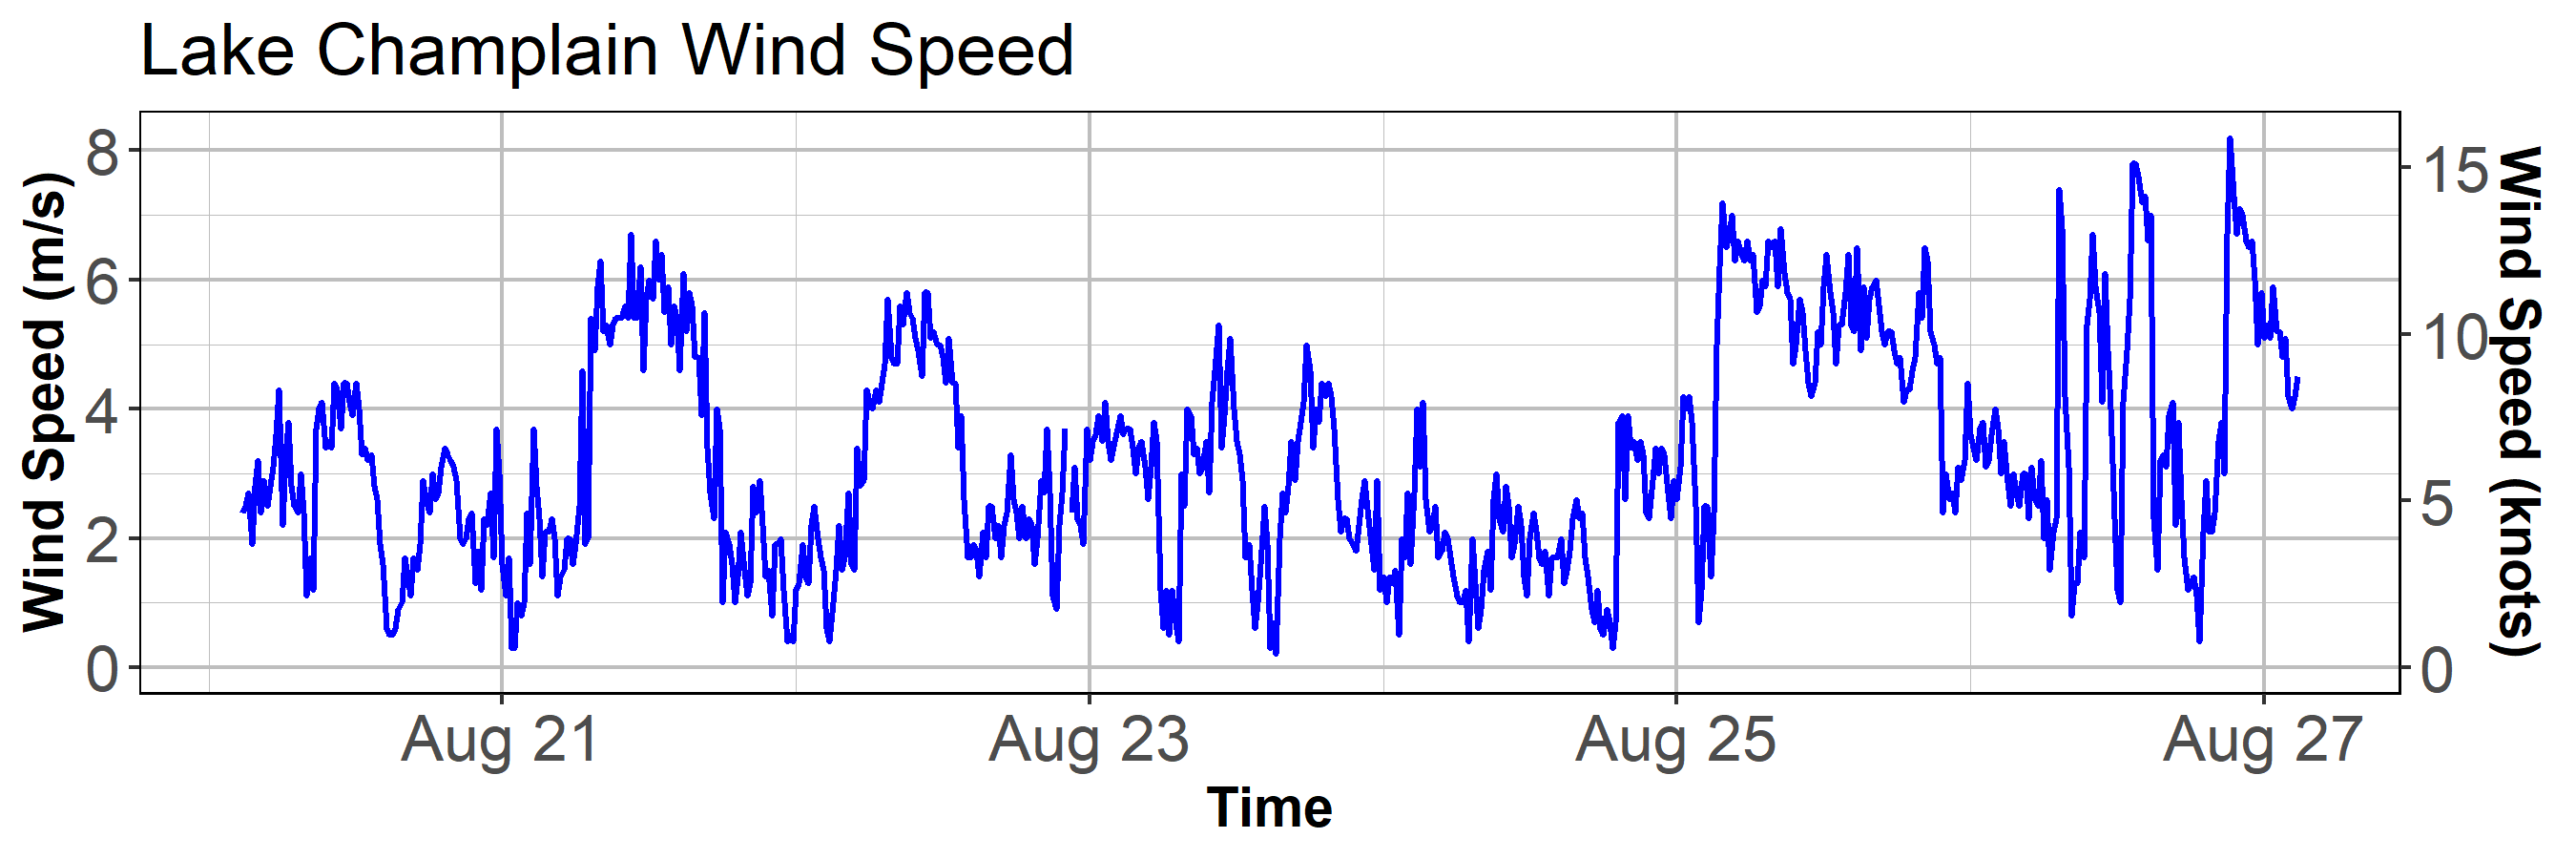 Lake Champlain Wind Speed
Wind Speed (m/s)
8
6
4
2
0
15
10
5
0
Wind Speed (knots)
Aug 21
Aug 23
Aug 25
Aug 27
Time